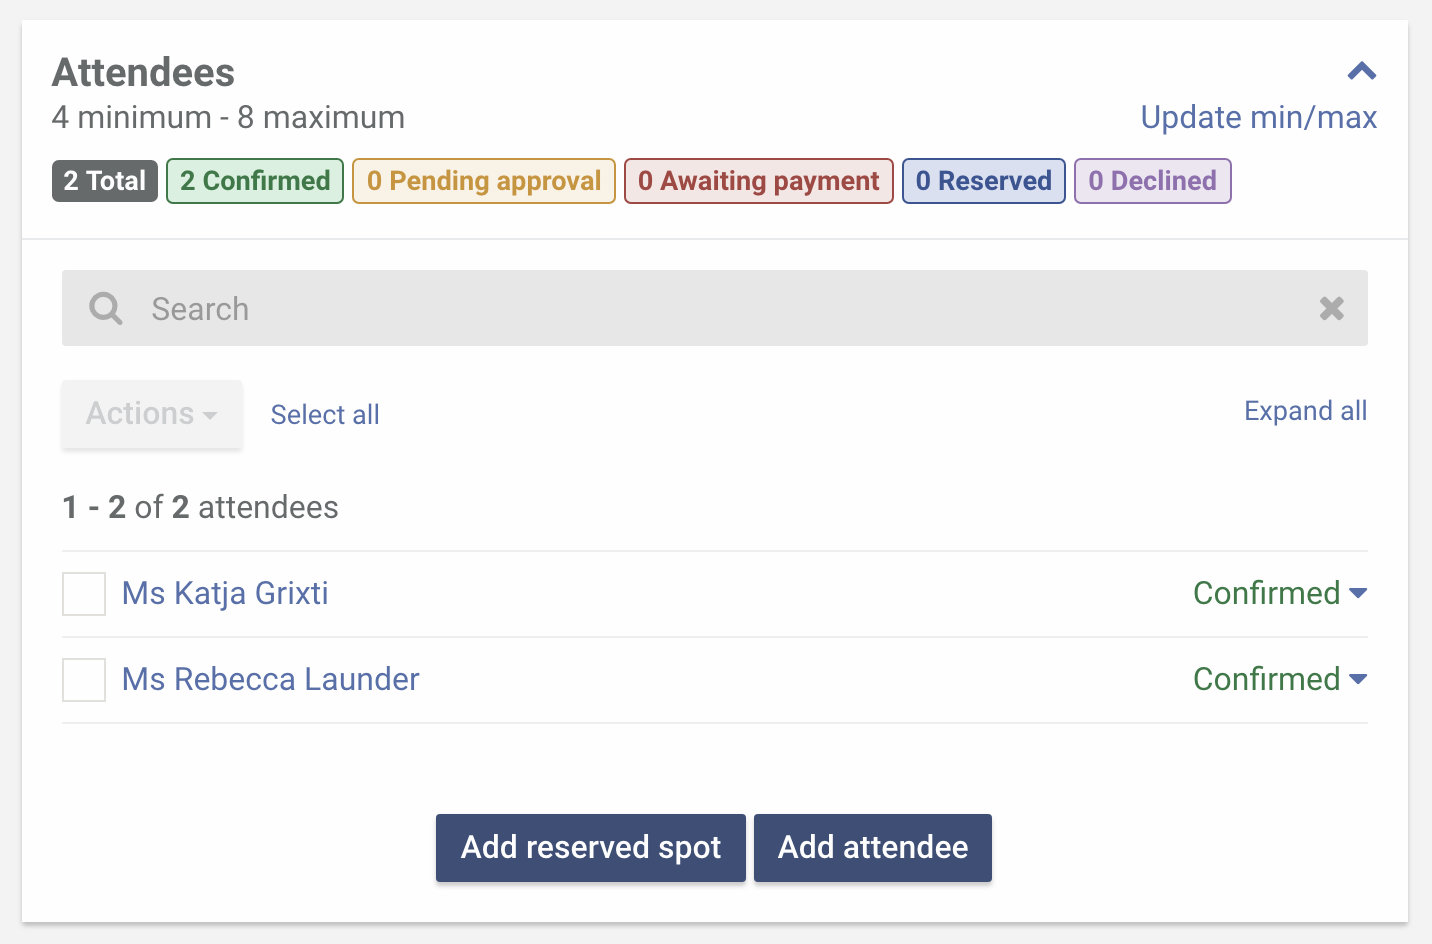 Attendees
4 minimum - 8 maximum
Update min/max
2 Total
2 Confirmed
0 Pending approval
0 Awaiting payment
0 Reserved
0 Declined
Search
Actions
Select all
Expand all
1 - 2 of 2 attendees
Ms Katja Grixti
Confirmed
Ms Rebecca Launder
Confirmed
Add reserved spot
Add attendee